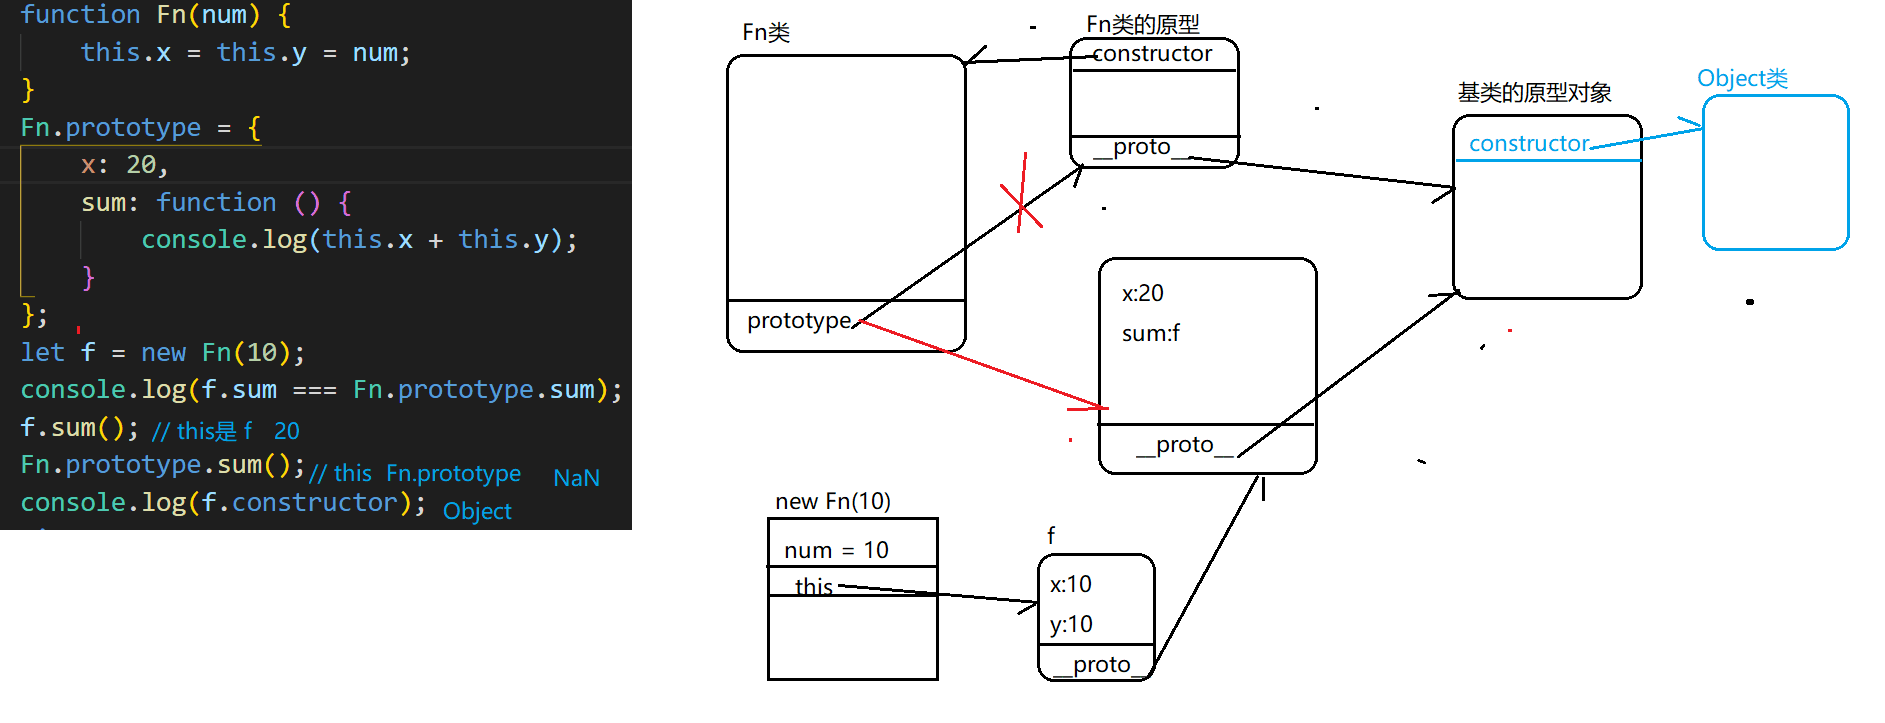 function Fn(num) {
this.x = this.y = num;
}
Fn.prototype = {
x: 20,
sum: function () {
console.log(this.x + this.y);
}
};
let f = new Fn(10);
console.log(f.sum === Fn.prototype.sum);
f.sum(); // this是 f 20
Fn.prototype.sum(); // this Fn.prototype NaN
console.log(f.constructor); Object
Fn类
prototype
Fn类的原型
constructor
__proto__
基类的原型对象
constructor
Object类
x:20
sum:f
__proto__
new Fn(10)
num = 10
this
f
x:10
y:10
__proto__